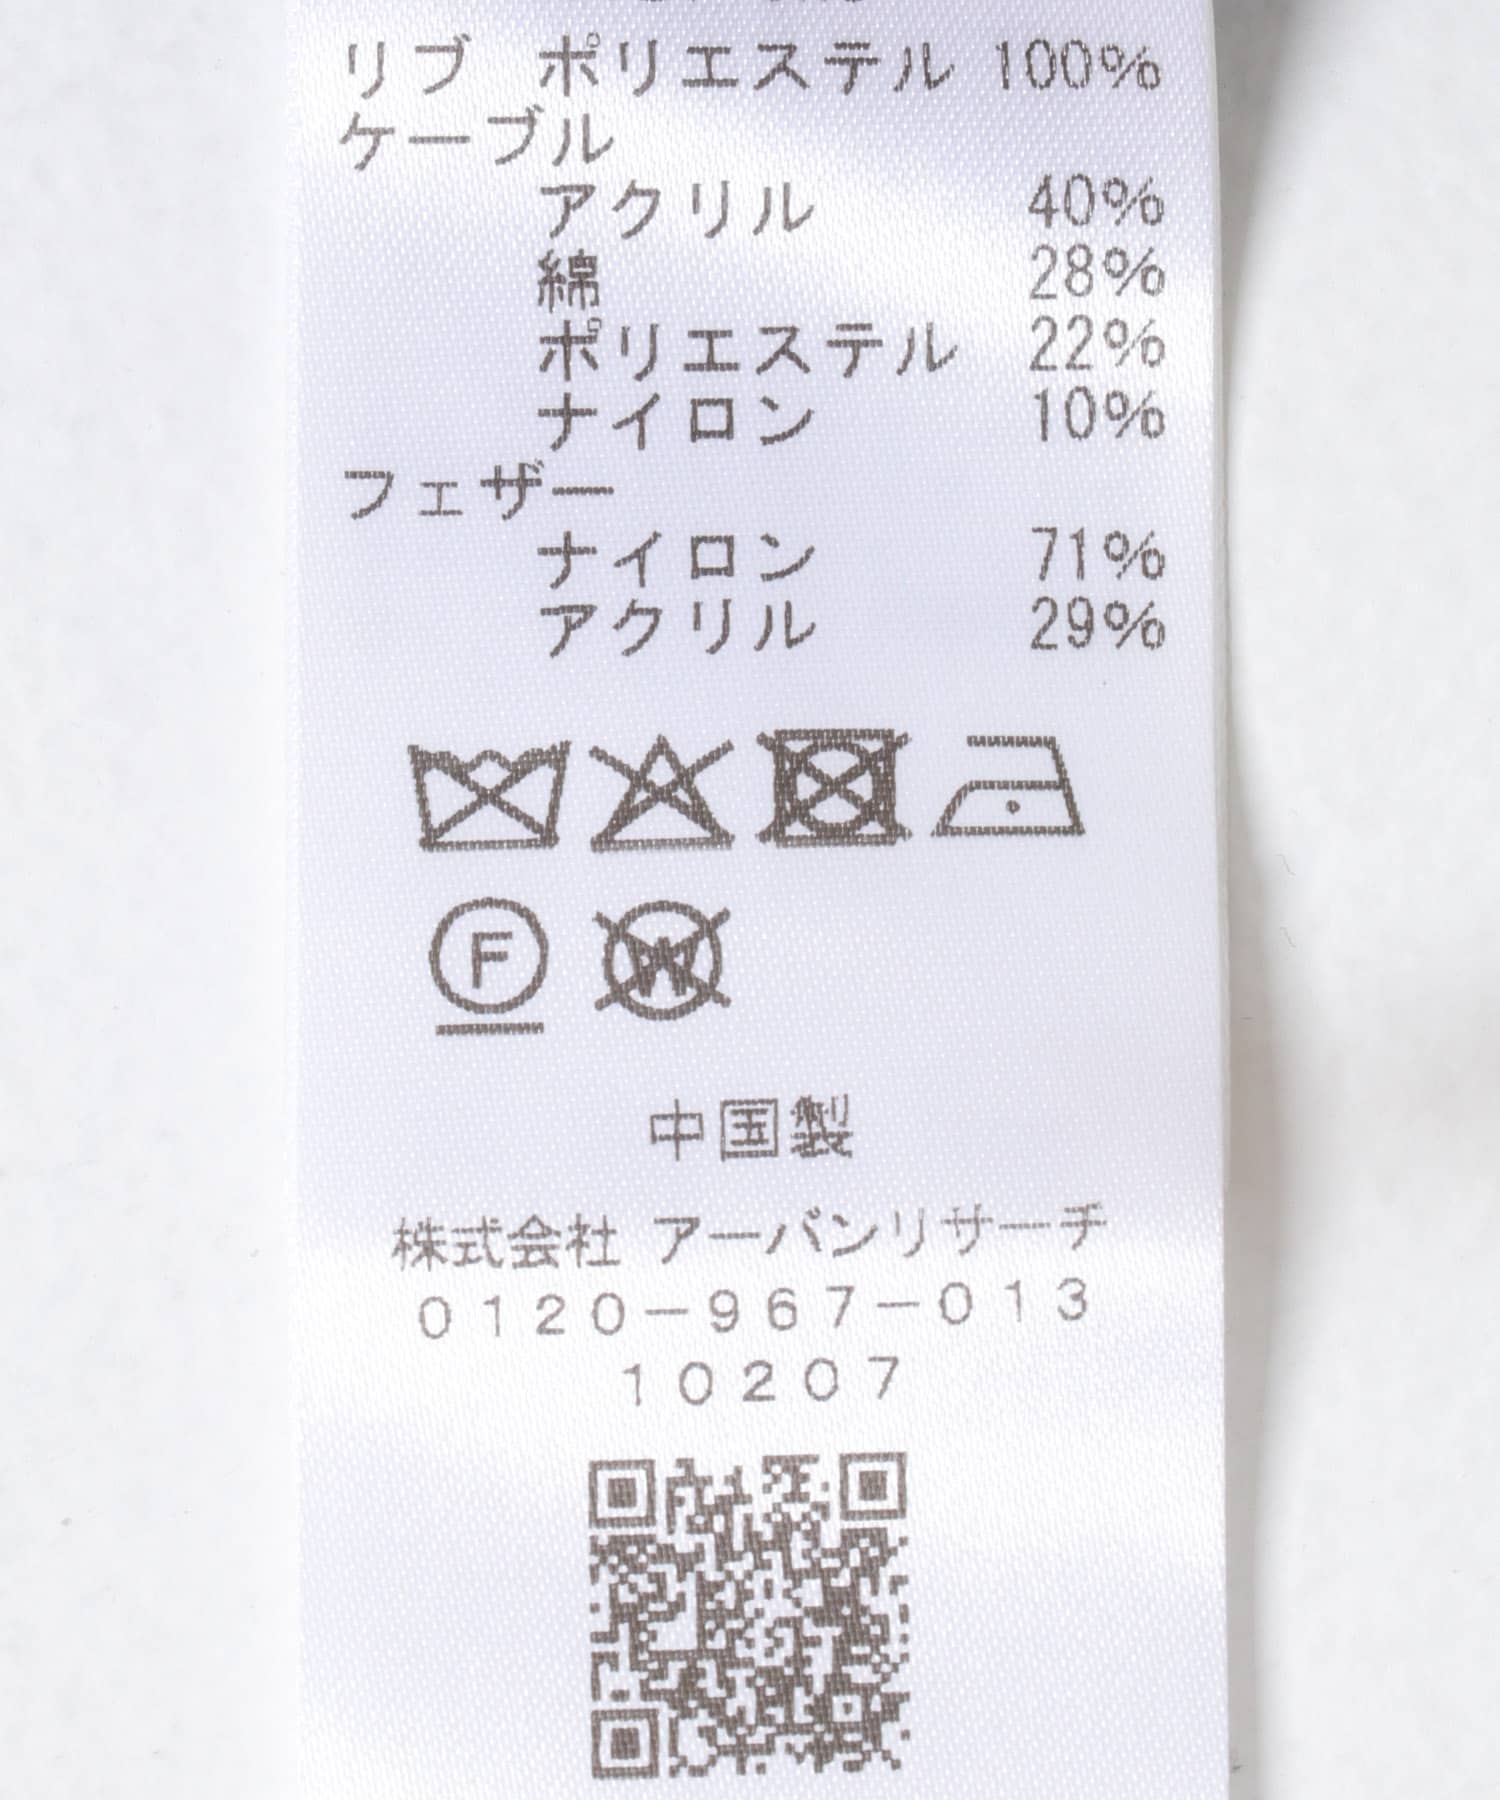 リブ ポリエステル 100%
ケーブル
アクリル 40%
綿 28%
ポリエステル 22%
ナイロン 10%
フェザー
ナイロン 71%
アクリル 29%
F
W
中国製
株式会社 アーバンリサーチ
0120-967-013
10207